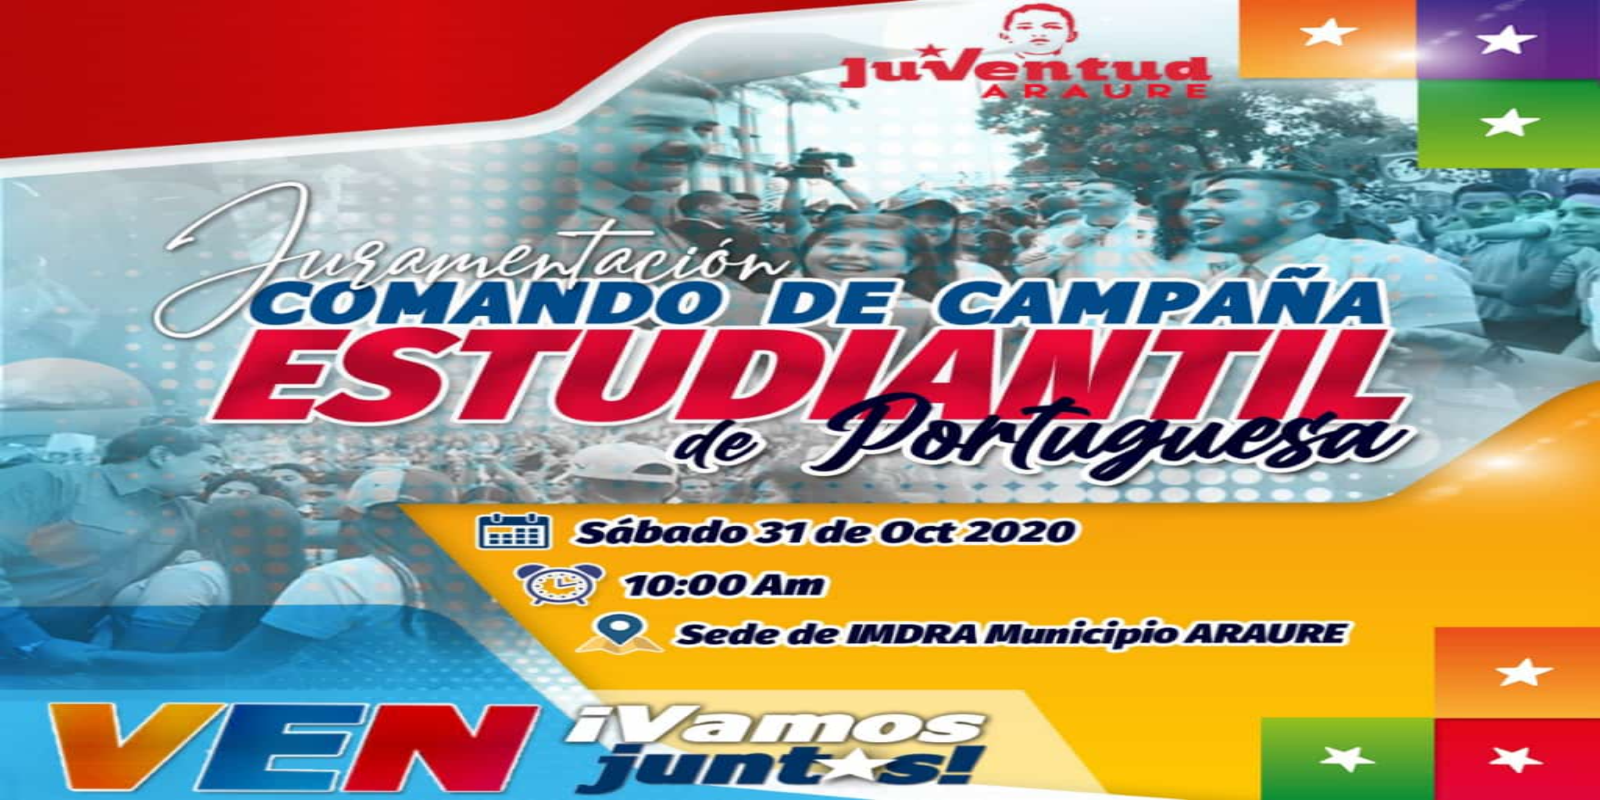 JuVentud
ARAURE
Juramentación
COMANDO DE CAMPAÑA
ESTUDIANTIL
de Portuguesa
Sábado 31 de Oct 2020
10:00 Am
Sede de IMDRA Municipio ARAURE
VEN
¡Vamos
junt★s!